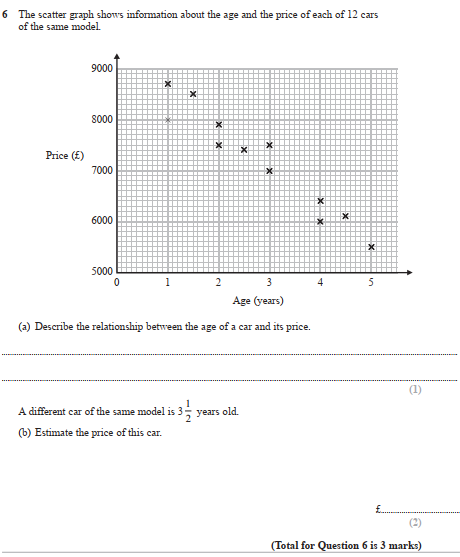 6 The scatter graph shows information about the age and the price of each of 12 cars
of the same model.
9000
8000
Price (£)
7000
6000
5000
0 1 2 3 4 5
Age (years)
(a) Describe the relationship between the age of a car and its price.
(1)
A different car of the same model is 3 1/2 years old.
(b) Estimate the price of this car.
£
(2)
(Total for Question 6 is 3 marks)